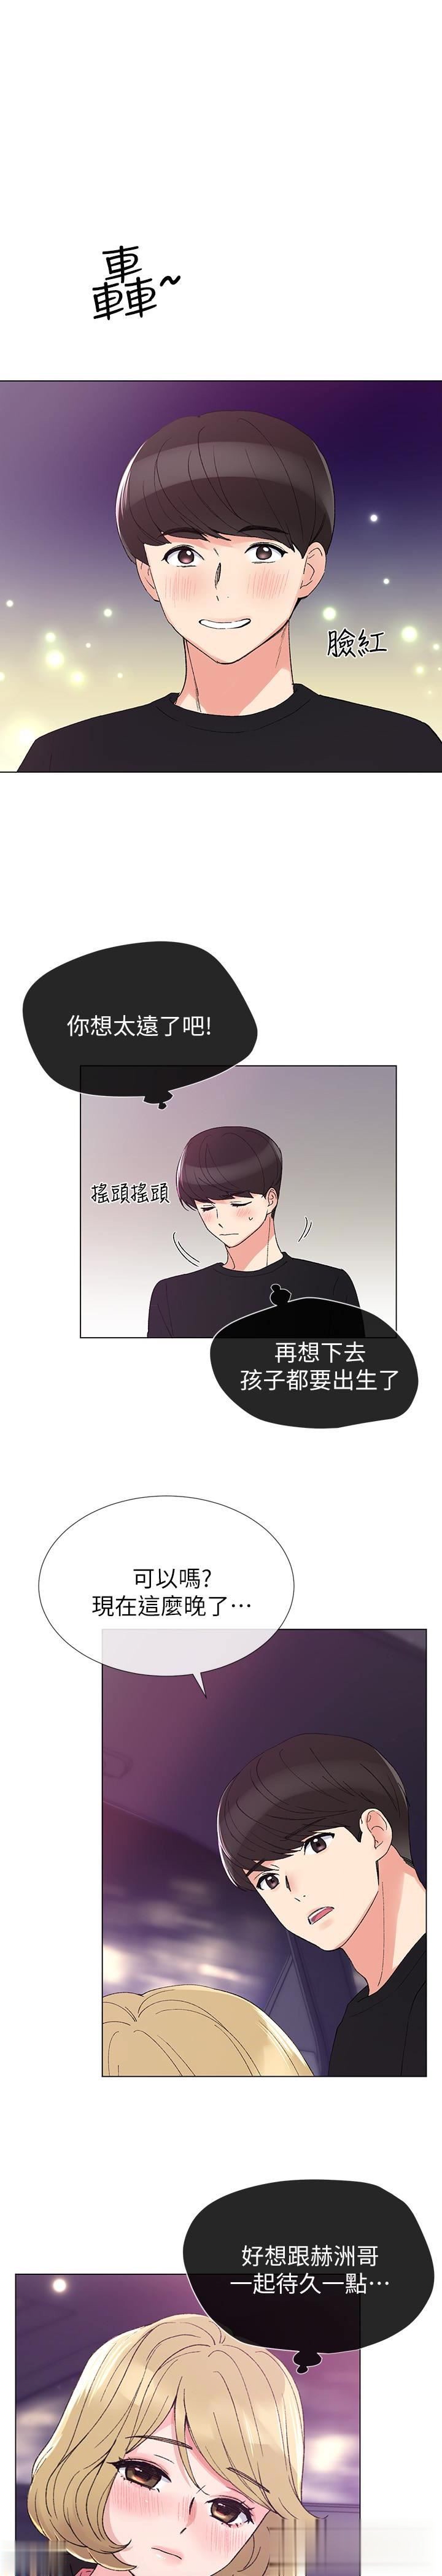 轟~
臉紅
你想太遠了吧!
搖頭搖頭
再想下去
孩子都要出生了
可以嗎?
現在這麼晚了…
好想跟赫洲哥
一起待久一點…